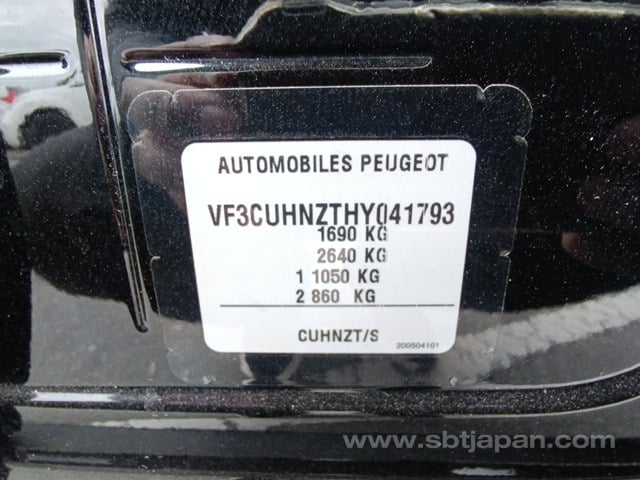 AUTOMOBILES PEUGEOT
VF3CUHNZTHY041793
1690 KG
2640 KG
1 1050 KG
2 860 KG
CUHNZT/S
200504101
www.sbtjapan.com